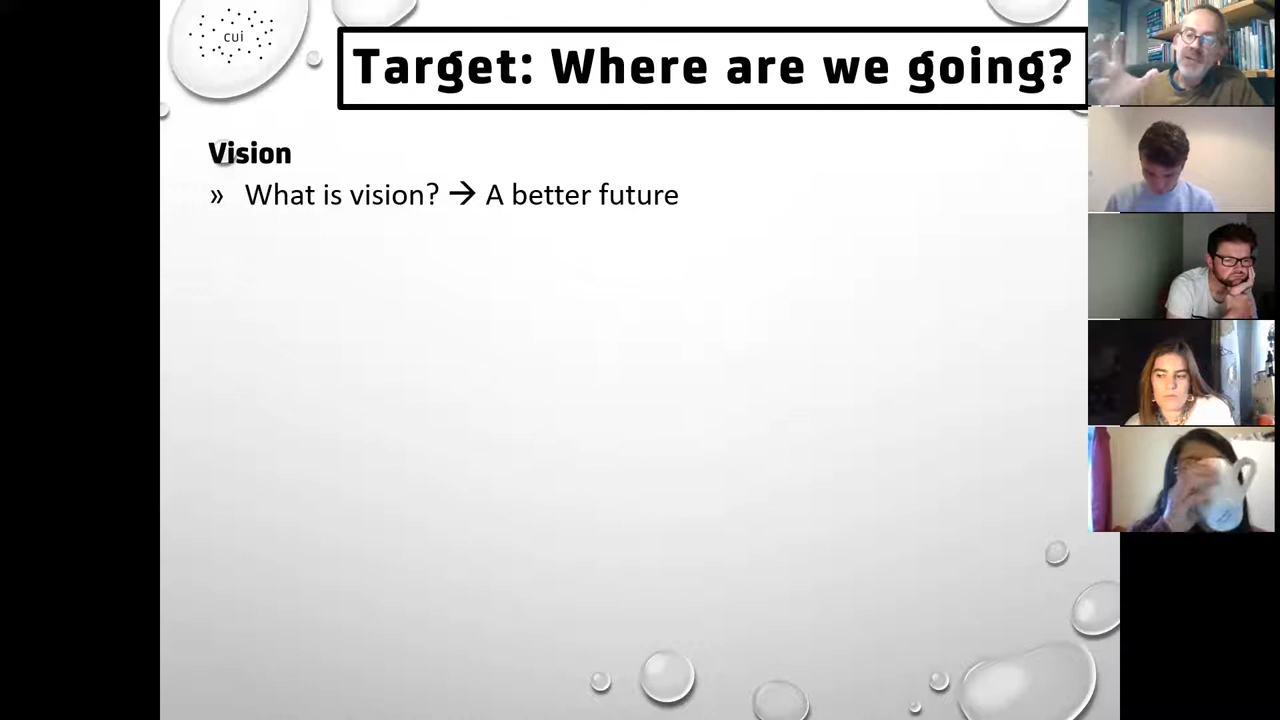 cui
Target: Where are we going?
Vision
» What is vision? → A better future